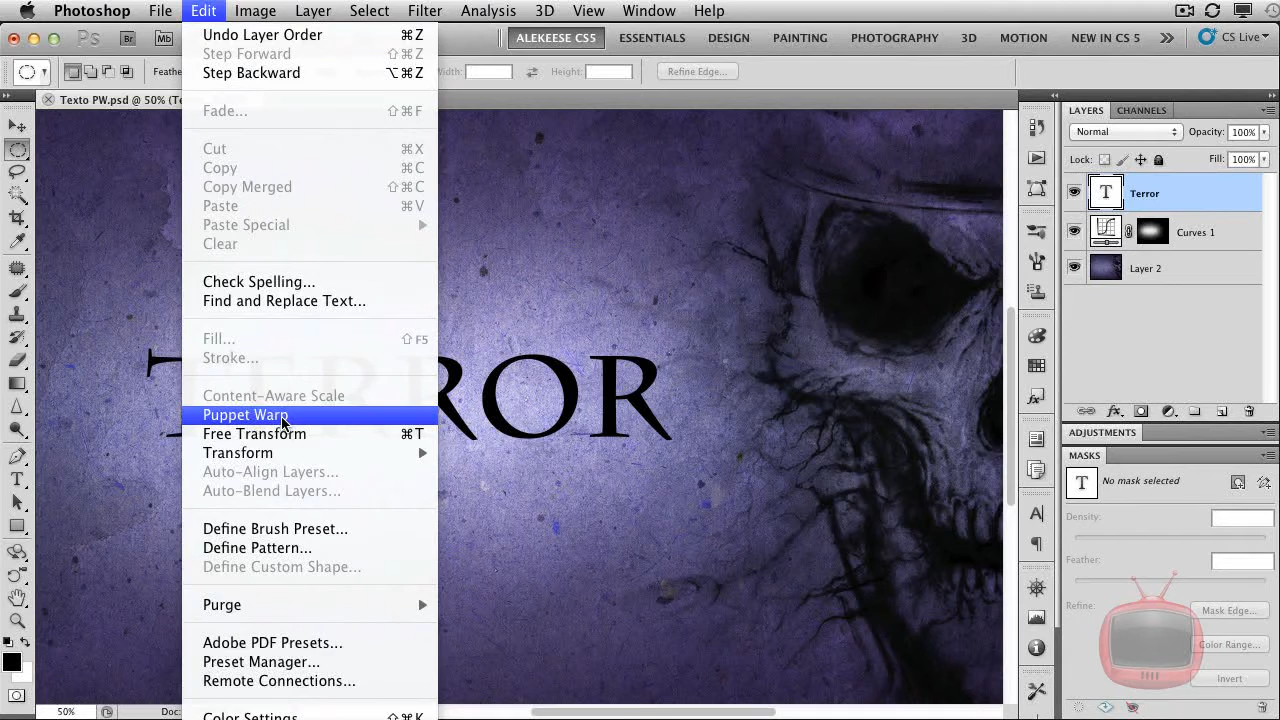 Photoshop File Edit Image Layer Select Filter Analysis 3D View Window Help
Ps Br Mb ALEKEESE CS5 ESSENTIALS DESIGN PAINTING PHOTOGRAPHY 3D MOTION NEW IN CS 5 CS Live
Width: Height: Refine Edge...
Undo Layer Order ⌘Z
Step Forward ⇧⌘Z
Step Backward ⌥⌘Z
Fade... ⇧⌘F
Cut ⌘X
Copy ⌘C
Copy Merged ⇧⌘C
Paste ⌘V
Paste Special
Clear
Check Spelling...
Find and Replace Text...
Fill... ⇧F5
Stroke...
Content-Aware Scale
Puppet Warp
Free Transform ⌘T
Transform
Auto-Align Layers...
Auto-Blend Layers...
Define Brush Preset...
Define Pattern...
Define Custom Shape...
Purge
Adobe PDF Presets...
Preset Manager...
Remote Connections...
Color Settings... ⇧⌘K
Texto PW.psd @ 50%
TERROR
LAYERS CHANNELS
Normal Opacity: 100%
Lock: Fill: 100%
T Terror
Curves 1
Layer 2
ADJUSTMENTS
MASKS
T No mask selected
Density:
Feather:
Refine: Mask Edge...
Color Range...
Invert
50% Doc: